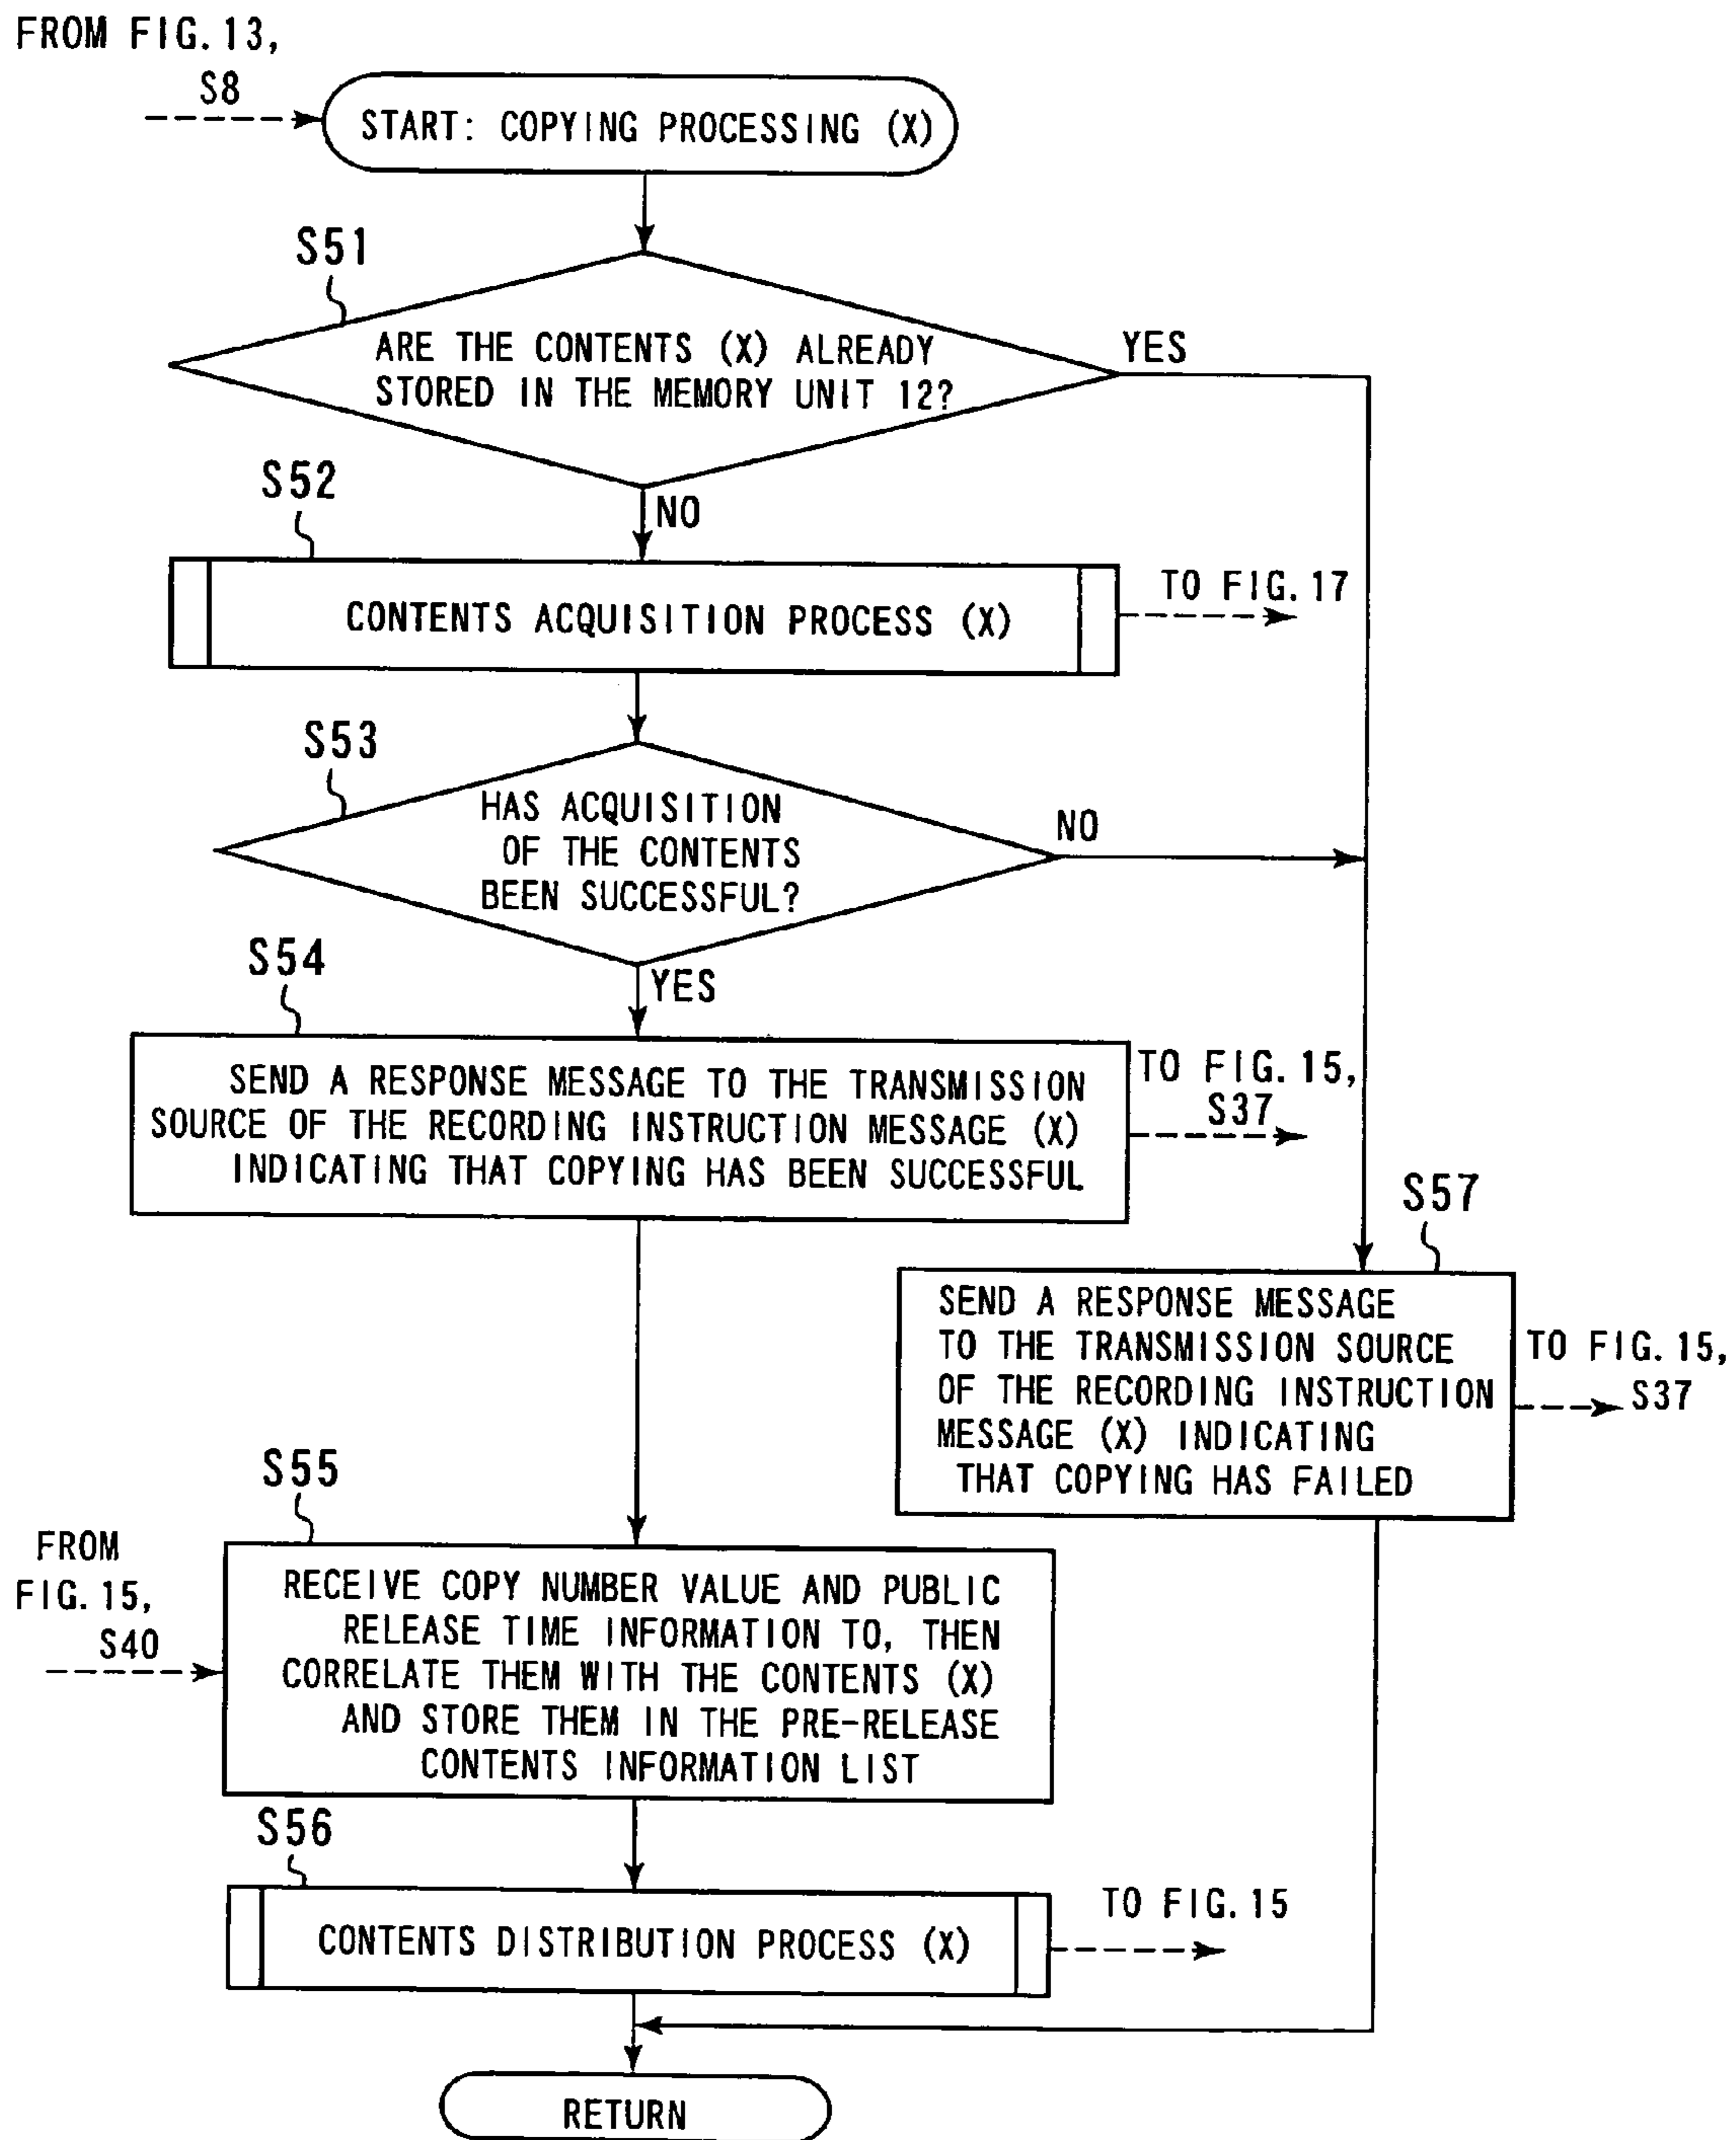 FROM FIG. 13,
S8
START: COPYING PROCESSING (X)
S51
ARE THE CONTENTS (X) ALREADY
STORED IN THE MEMORY UNIT 12?
YES
NO
S52
CONTENTS ACQUISITION PROCESS (X)
TO FIG. 17
S53
HAS ACQUISITION
OF THE CONTENTS
BEEN SUCCESSFUL?
NO
YES
S54
SEND A RESPONSE MESSAGE TO THE TRANSMISSION
SOURCE OF THE RECORDING INSTRUCTION MESSAGE (X)
INDICATING THAT COPYING HAS BEEN SUCCESSFUL
TO FIG. 15,
S37
S57
SEND A RESPONSE MESSAGE
TO THE TRANSMISSION SOURCE
OF THE RECORDING INSTRUCTION
MESSAGE (X) INDICATING
THAT COPYING HAS FAILED
TO FIG. 15,
S37
S55
FROM
FIG. 15,
S40
RECEIVE COPY NUMBER VALUE AND PUBLIC
RELEASE TIME INFORMATION TO, THEN
CORRELATE THEM WITH THE CONTENTS (X)
AND STORE THEM IN THE PRE-RELEASE
CONTENTS INFORMATION LIST
S56
CONTENTS DISTRIBUTION PROCESS (X)
TO FIG. 15
RETURN